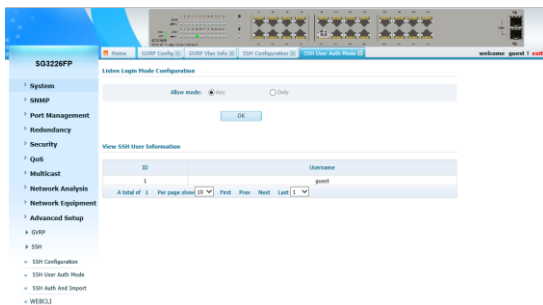 Home GVRP Config GVRP Vlan Info SSH Configuration SSH User Auth Mode welcome guest ! exit
SG3226FP
Listen Login Mode Configuration
System
SNMP
Allow mode: Any Only
Port Management
OK
Redundancy
Security
View SSH User Information
QoS
ID Username
Multicast
1 guest
Network Analysis
A total of 1 Per page show 10 First Prev Next Last 1
Network Equipment
Advanced Setup
GVRP
SSH
SSH Configuration
SSH User Auth Mode
SSH Auth And Import
WEBCLI